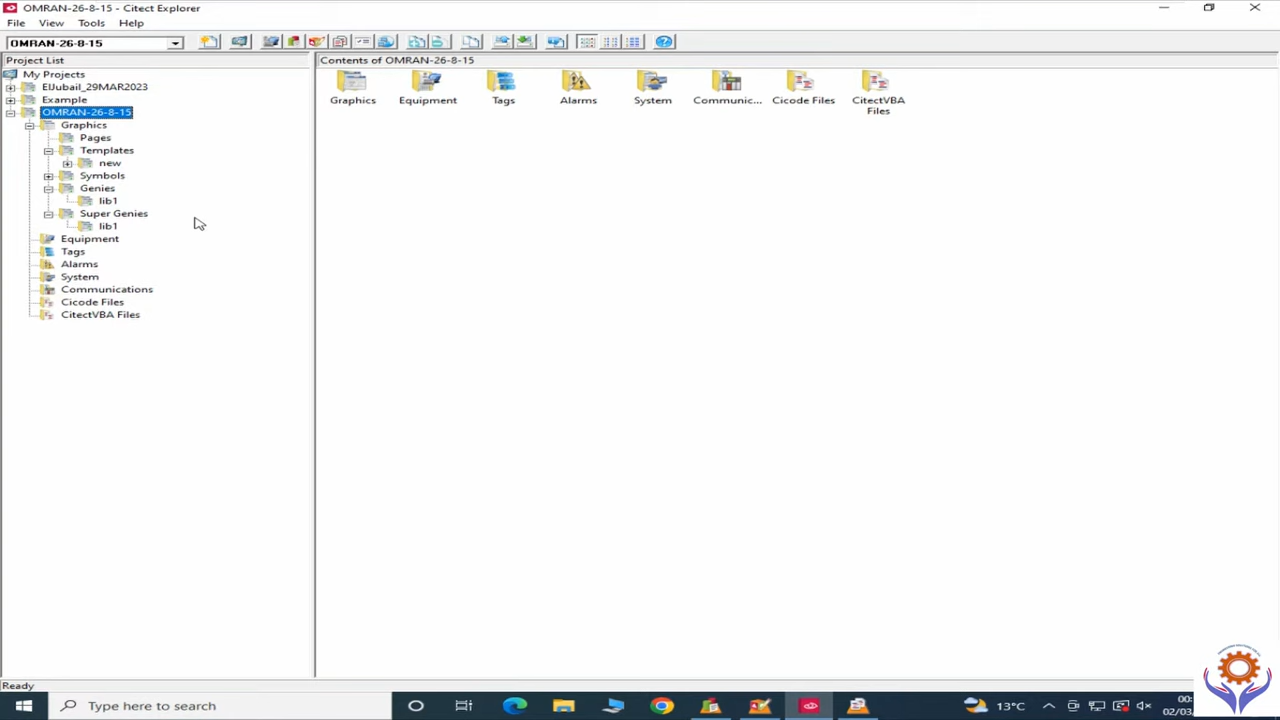 OMRAN-26-8-15 - Citect Explorer
File View Tools Help
OMRAN-26-8-15
Project List
Contents of OMRAN-26-8-15
My Projects
ElJubail_29MAR2023
Example
OMRAN-26-8-15
Graphics
Pages
Templates
new
Symbols
Genies
lib1
Super Genies
lib1
Equipment
Tags
Alarms
System
Communications
Cicode Files
CitectVBA Files
Graphics Equipment Tags Alarms System Communic... Cicode Files CitectVBA
Files
Ready
Type here to search
13°C
00:
02/03